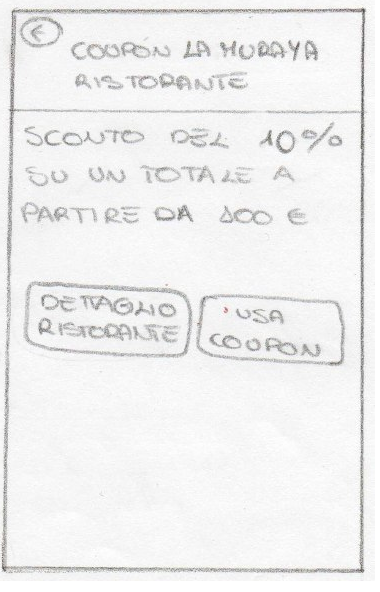 COUPON LA MURAYA
RISTORANTE
SCONTO DEL 10%
SU UN TOTALE A
PARTIRE DA 100 €
DETTAGLIO
RISTORANTE
USA
COUPON